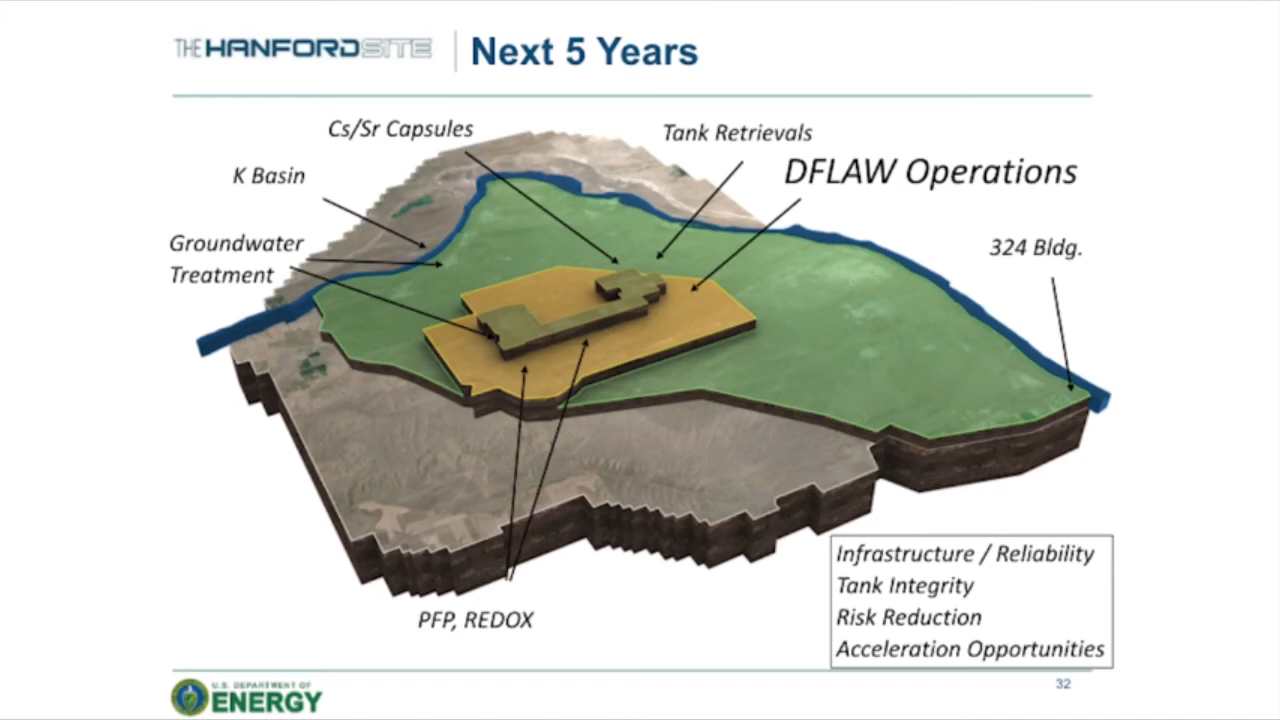 THE HANFORD SITE
Next 5 Years
Cs/Sr Capsules
Tank Retrievals
DFLAW Operations
K Basin
Groundwater
Treatment
324 Bldg.
PFP, REDOX
Infrastructure / Reliability
Tank Integrity
Risk Reduction
Acceleration Opportunities
U.S. DEPARTMENT OF
ENERGY
32